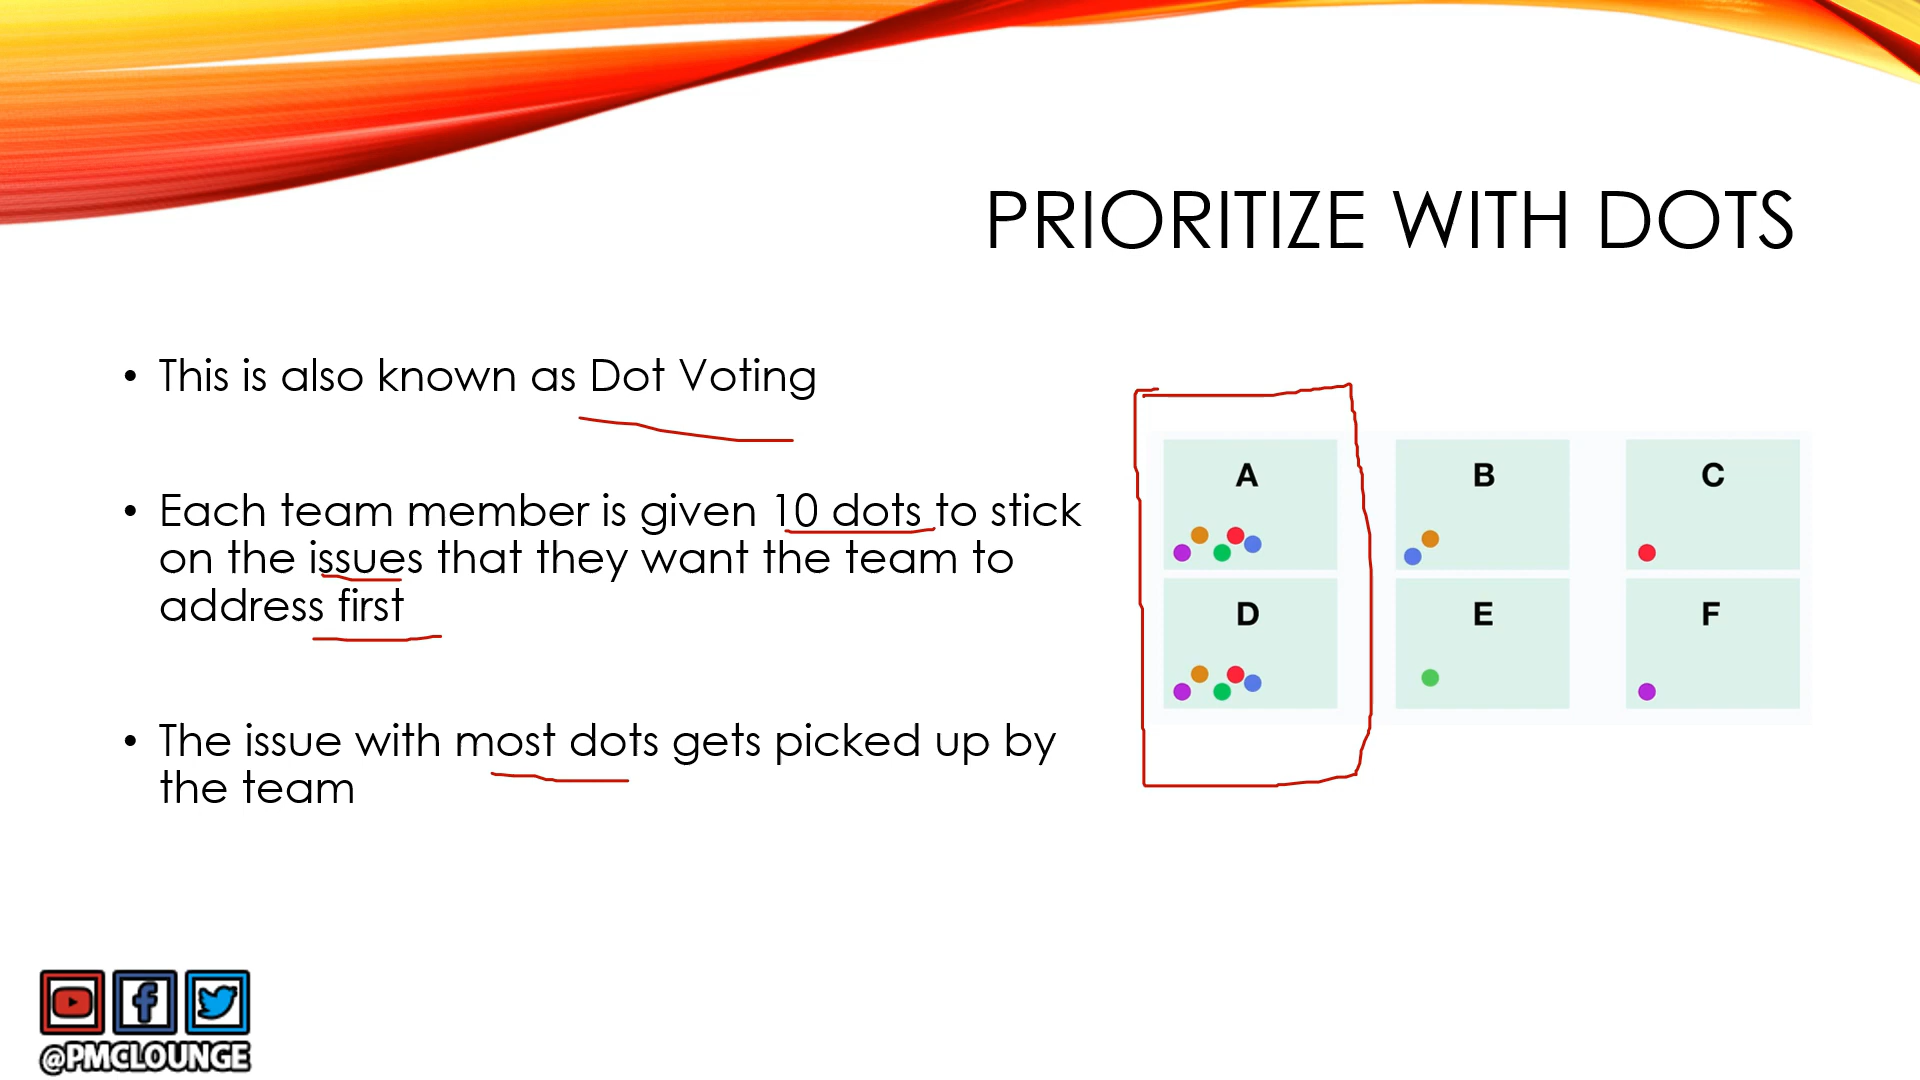 PRIORITIZE WITH DOTS
• This is also known as Dot Voting
• Each team member is given 10 dots to stick
on the issues that they want the team to
address first
• The issue with most dots gets picked up by
the team
A
B
C
D
E
F
@PMCLOUNGE